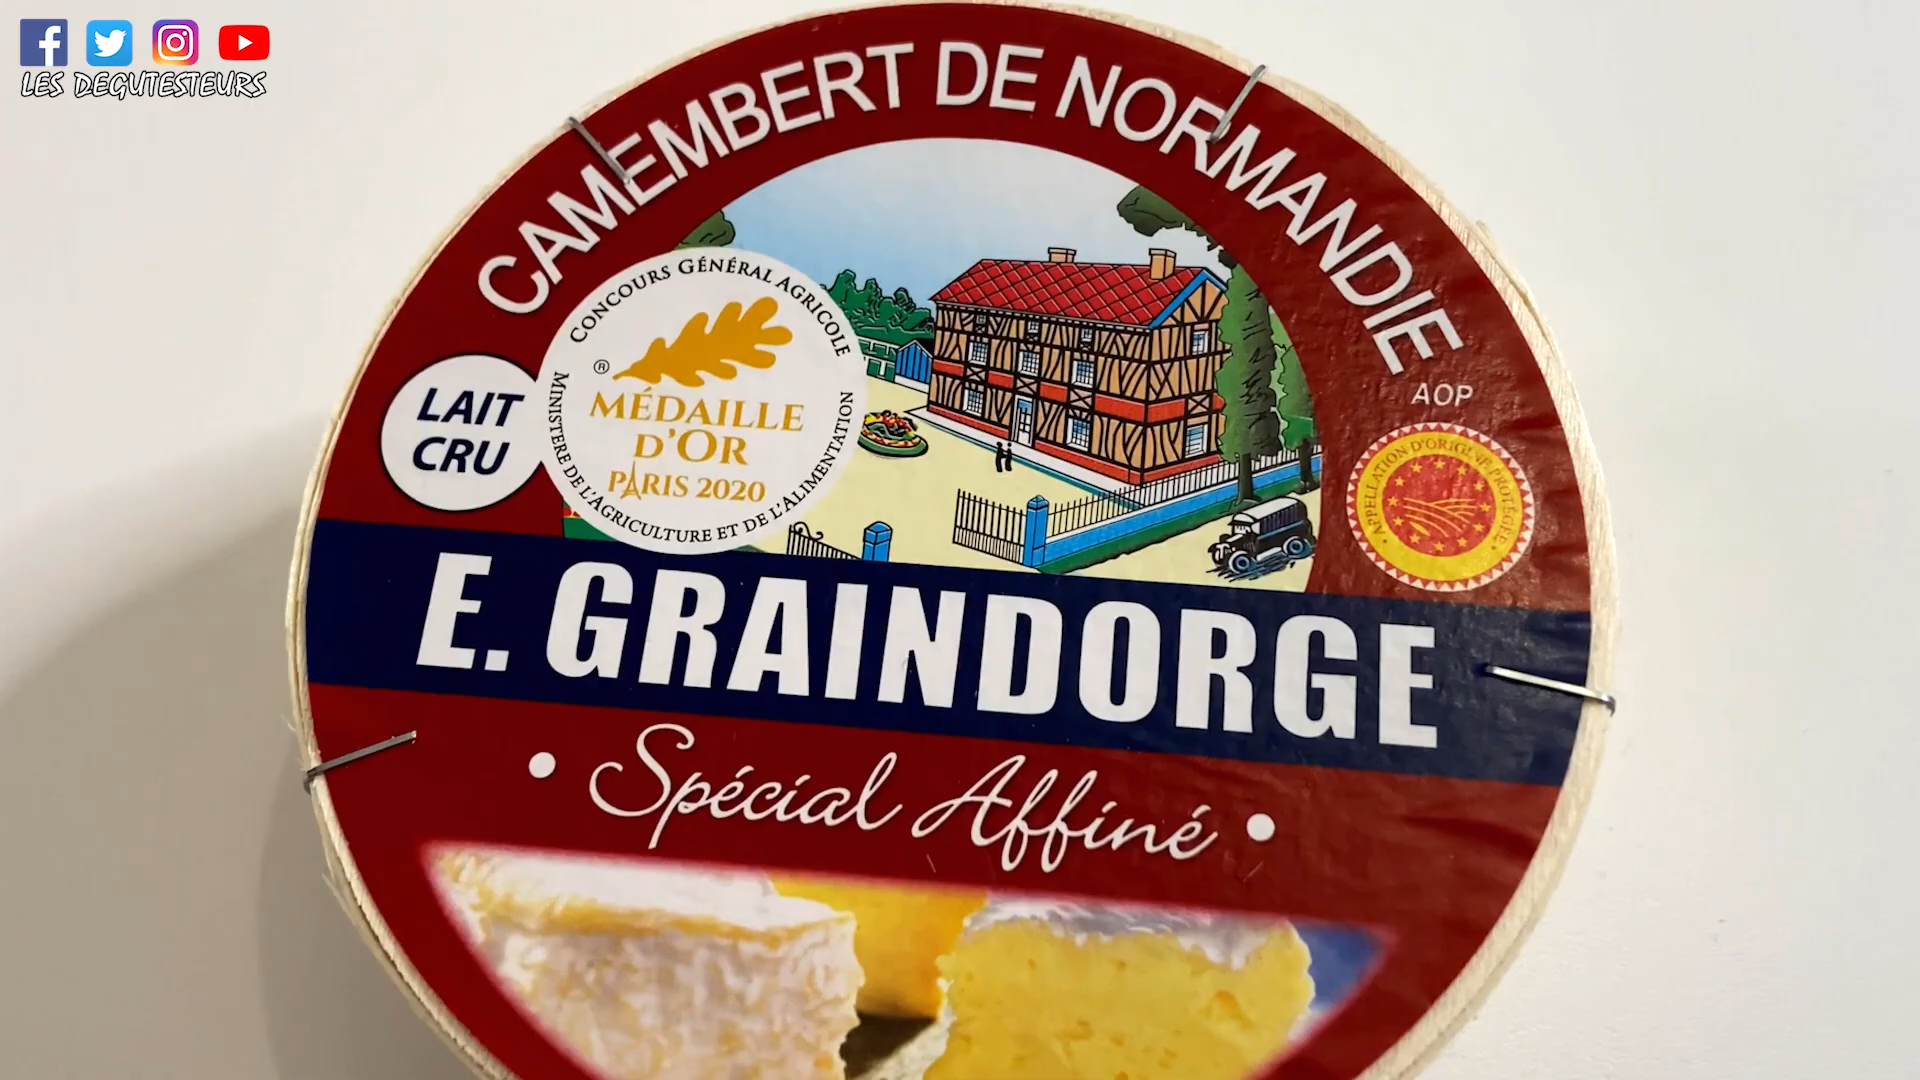 LES DEGUTESTEURS
CAMEMBERT DE NORMANDIE
AOP
APPELLATION D'ORIGINE PROTÉGÉE
LAIT
CRU
CONCOURS GÉNÉRAL AGRICOLE
®
MÉDAILLE
D'OR
PARIS 2020
MINISTÈRE DE L'AGRICULTURE ET DE L'ALIMENTATION
E. GRAINDORGE
• Spécial Affiné •